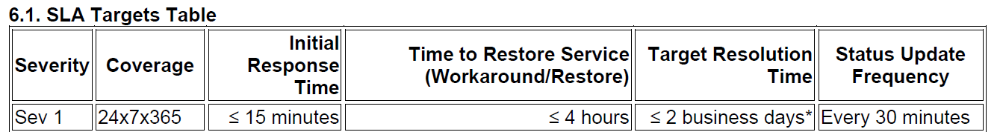 6.1. SLA Targets Table
Severity
Coverage
Initial
Response
Time
Time to Restore Service
(Workaround/Restore)
Target Resolution
Time
Status Update
Frequency
Sev 1
24x7x365
≤ 15 minutes
≤ 4 hours
≤ 2 business days*
Every 30 minutes